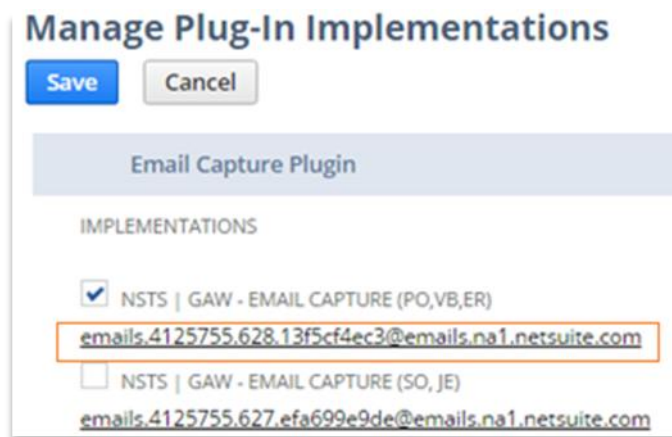 Manage Plug-In Implementations
Save Cancel
Email Capture Plugin
IMPLEMENTATIONS
NSTS | GAW - EMAIL CAPTURE (PO,VB,ER)
emails.4125755.628.13f5cf4ec3@emails.na1.netsuite.com
NSTS | GAW - EMAIL CAPTURE (SO, JE)
emails.4125755.627.efa699e9de@emails.na1.netsuite.com